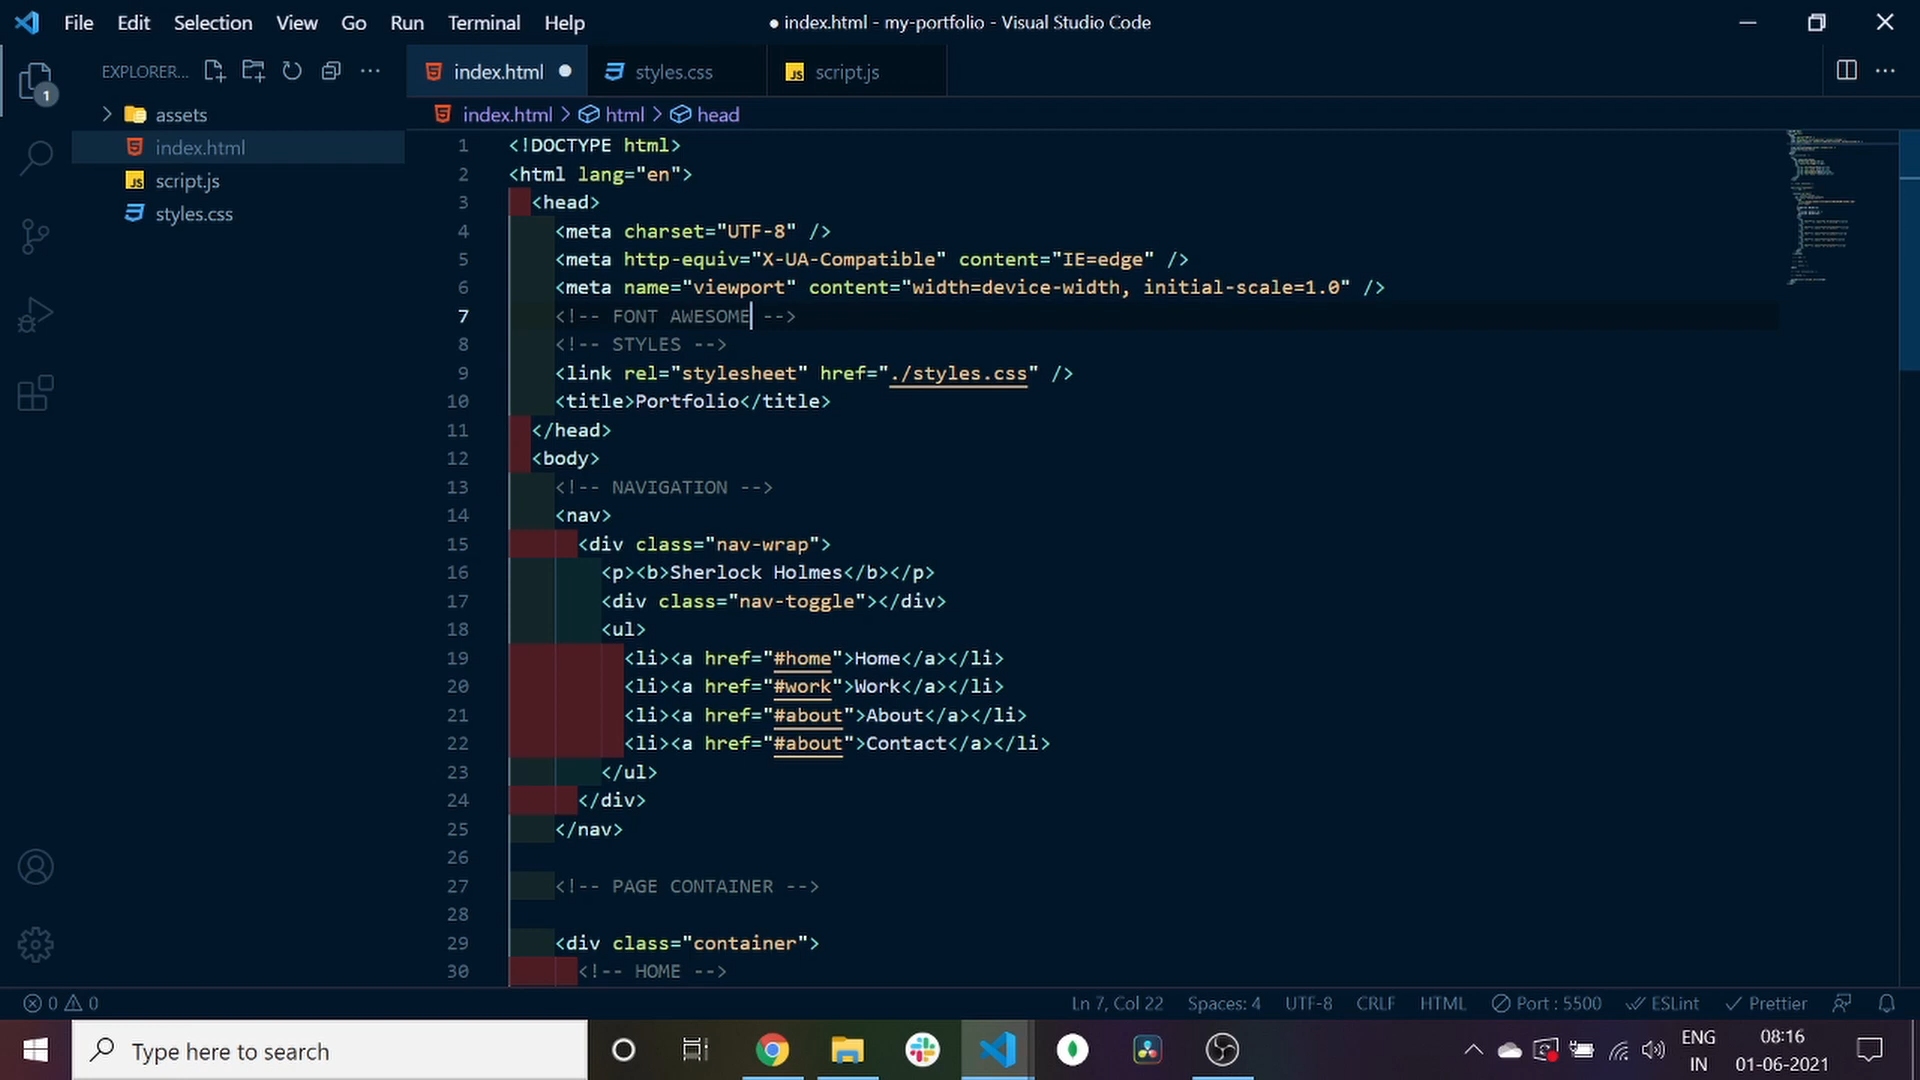 File Edit Selection View Go Run Terminal Help
● index.html - my-portfolio - Visual Studio Code
EXPLORER...
1
assets
index.html
script.js
styles.css
index.html
styles.css
script.js
index.html > html > head
1 <!DOCTYPE html>
2 <html lang="en">
3 <head>
4 <meta charset="UTF-8" />
5 <meta http-equiv="X-UA-Compatible" content="IE=edge" />
6 <meta name="viewport" content="width=device-width, initial-scale=1.0" />
7 <!-- FONT AWESOME -->
8 <!-- STYLES -->
9 <link rel="stylesheet" href="./styles.css" />
10 <title>Portfolio</title>
11 </head>
12 <body>
13 <!-- NAVIGATION -->
14 <nav>
15 <div class="nav-wrap">
16 <p><b>Sherlock Holmes</b></p>
17 <div class="nav-toggle"></div>
18 <ul>
19 <li><a href="#home">Home</a></li>
20 <li><a href="#work">Work</a></li>
21 <li><a href="#about">About</a></li>
22 <li><a href="#about">Contact</a></li>
23 </ul>
24 </div>
25 </nav>
26
27 <!-- PAGE CONTAINER -->
28
29 <div class="container">
30 <!-- HOME -->
0 0
Ln 7, Col 22 Spaces: 4 UTF-8 CRLF HTML Port : 5500 ESLint Prettier
Type here to search
ENG
IN
08:16
01-06-2021